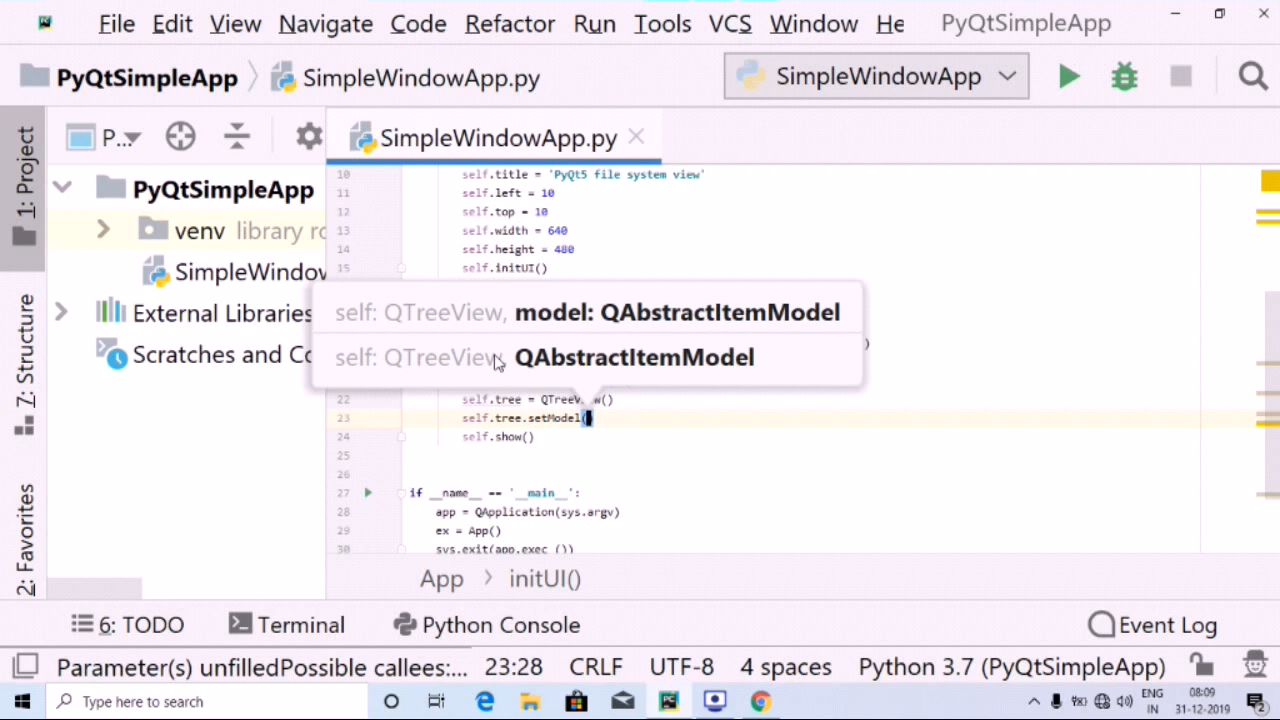 File Edit View Navigate Code Refactor Run Tools VCS Window He PyQtSimpleApp
PyQtSimpleApp SimpleWindowApp.py SimpleWindowApp
1: Project
7: Structure
2: Favorites
P...
PyQtSimpleApp
venv library ro
SimpleWindow
External Libraries
Scratches and Co
SimpleWindowApp.py
10 self.title = 'PyQt5 file system view'
11 self.left = 10
12 self.top = 10
13 self.width = 640
14 self.height = 480
15 self.initUI()
self: QTreeView, model: QAbstractItemModel
self: QTreeView, QAbstractItemModel
)
22 self.tree = QTreeView()
23 self.tree.setModel()
24 self.show()
25
26
27 if __name__ == '__main__':
28 app = QApplication(sys.argv)
29 ex = App()
30 sys.exit(app.exec_())
App initUI()
6: TODO Terminal Python Console Event Log
Parameter(s) unfilledPossible callees:... 23:28 CRLF UTF-8 4 spaces Python 3.7 (PyQtSimpleApp)
Type here to search
ENG
IN
08:09
31-12-2019
2